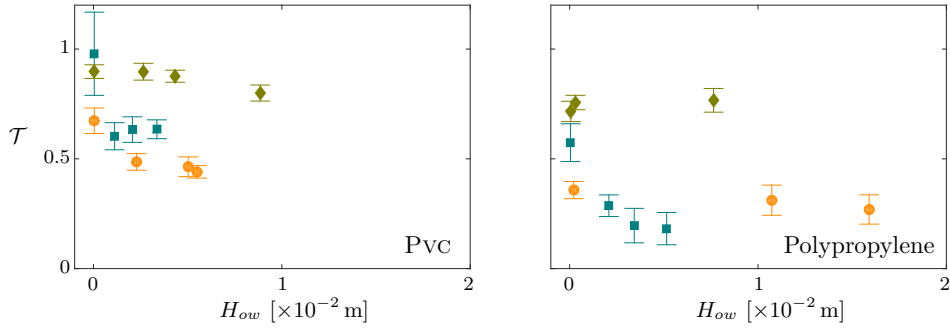 1
0.5
0
𝒯
PVC
0 1 2
H_ow [×10⁻² m]
Polypropylene
0 1 2
H_ow [×10⁻² m]